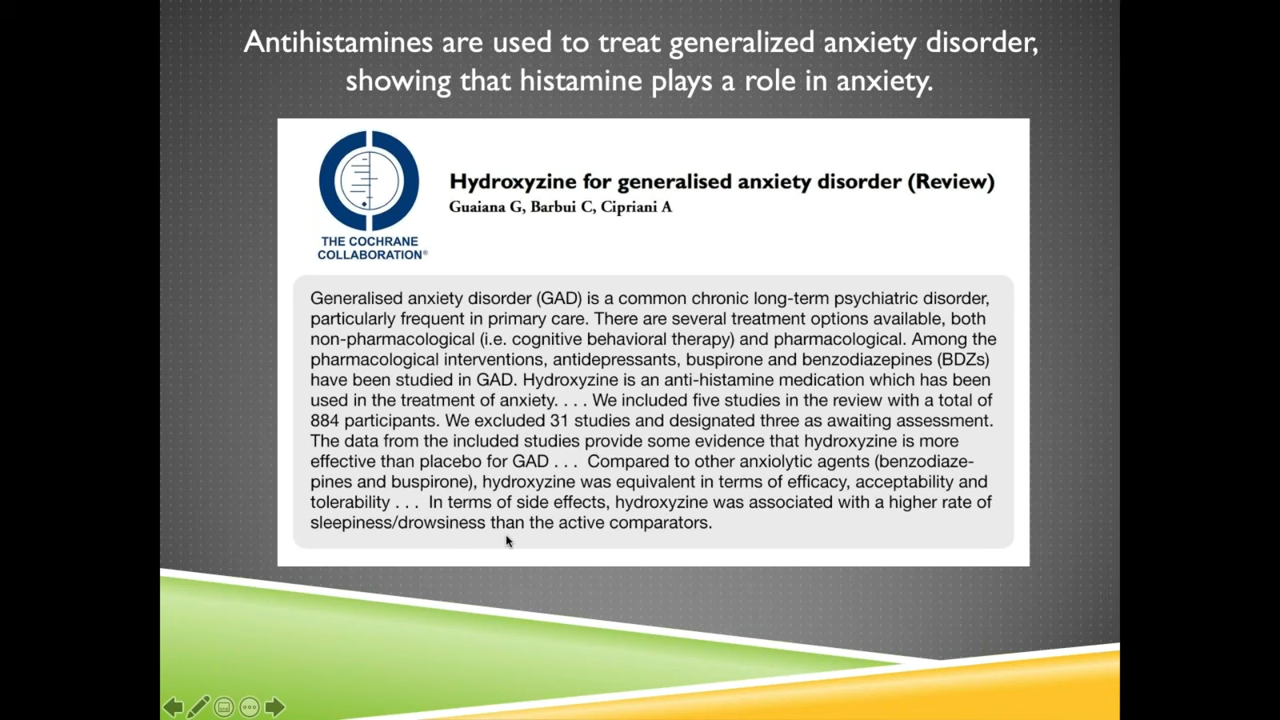 Antihistamines are used to treat generalized anxiety disorder,
showing that histamine plays a role in anxiety.
THE COCHRANE
COLLABORATION®
Hydroxyzine for generalised anxiety disorder (Review)
Guaiana G, Barbui C, Cipriani A
Generalised anxiety disorder (GAD) is a common chronic long-term psychiatric disorder,
particularly frequent in primary care. There are several treatment options available, both
non-pharmacological (i.e. cognitive behavioral therapy) and pharmacological. Among the
pharmacological interventions, antidepressants, buspirone and benzodiazepines (BDZs)
have been studied in GAD. Hydroxyzine is an anti-histamine medication which has been
used in the treatment of anxiety. . . . We included five studies in the review with a total of
884 participants. We excluded 31 studies and designated three as awaiting assessment.
The data from the included studies provide some evidence that hydroxyzine is more
effective than placebo for GAD . . . Compared to other anxiolytic agents (benzodiaze-
pines and buspirone), hydroxyzine was equivalent in terms of efficacy, acceptability and
tolerability . . . In terms of side effects, hydroxyzine was associated with a higher rate of
sleepiness/drowsiness than the active comparators.